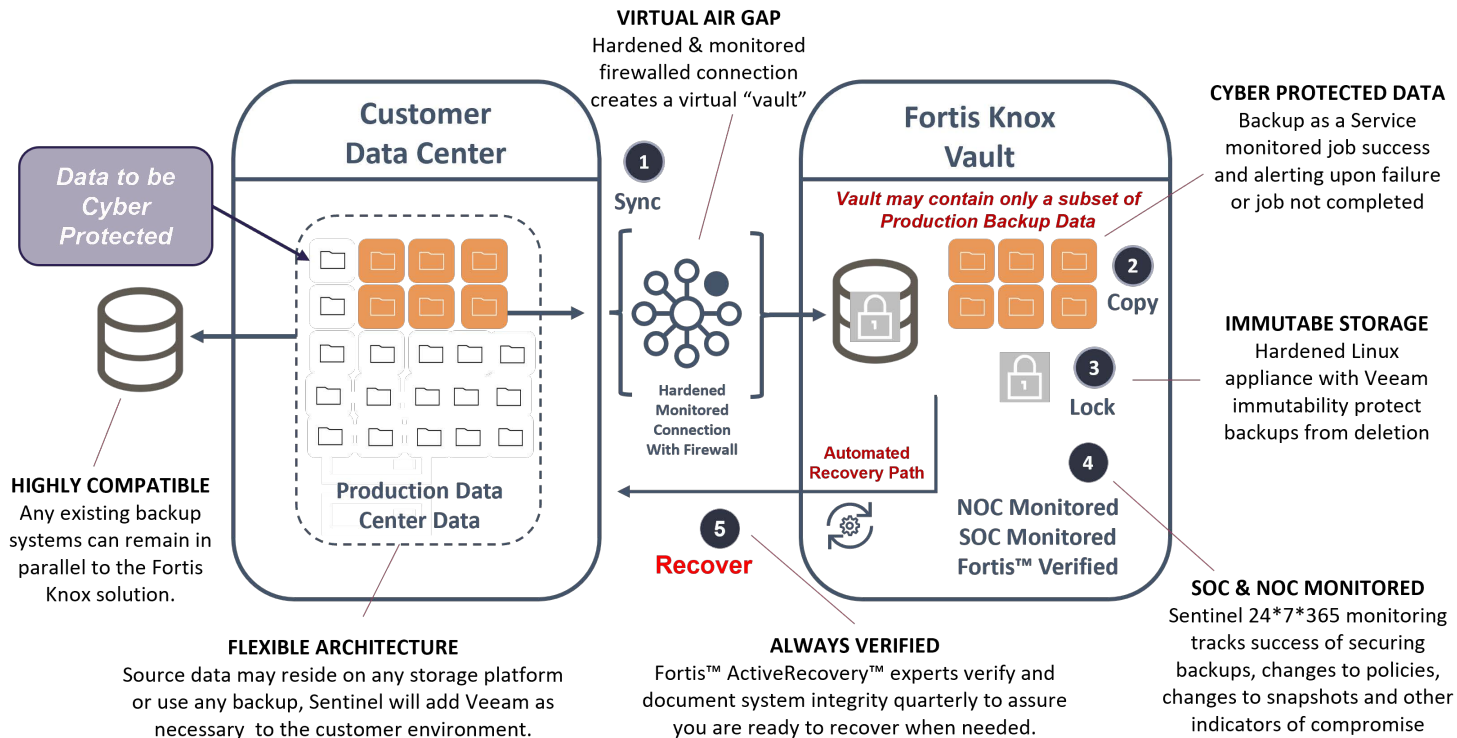 VIRTUAL AIR GAP
Hardened & monitored
firewalled connection
creates a virtual “vault”
Customer
Data Center
Data to be
Cyber
Protected
1
Sync
Hardened
Monitored
Connection
With Firewall
Production Data
Center Data
Fortis Knox
Vault
Vault may contain only a subset of
Production Backup Data
1
2
Copy
1
3
Lock
Automated
Recovery Path
4
NOC Monitored
SOC Monitored
Fortis™ Verified
5
Recover
CYBER PROTECTED DATA
Backup as a Service
monitored job success
and alerting upon failure
or job not completed
IMMUTABE STORAGE
Hardened Linux
appliance with Veeam
immutability protect
backups from deletion
HIGHLY COMPATIBLE
Any existing backup
systems can remain in
parallel to the Fortis
Knox solution.
FLEXIBLE ARCHITECTURE
Source data may reside on any storage platform
or use any backup, Sentinel will add Veeam as
necessary to the customer environment.
ALWAYS VERIFIED
Fortis™ ActiveRecovery™ experts verify and
document system integrity quarterly to assure
you are ready to recover when needed.
SOC & NOC MONITORED
Sentinel 24*7*365 monitoring
tracks success of securing
backups, changes to policies,
changes to snapshots and other
indicators of compromise